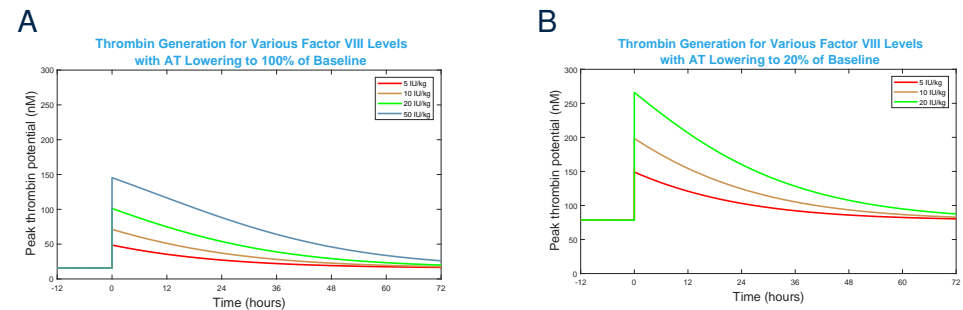 A
Thrombin Generation for Various Factor VIII Levels
with AT Lowering to 100% of Baseline
Peak thrombin potential (nM)
300
250
200
150
100
50
0
-12
0
12
24
36
48
60
72
Time (hours)
5 IU/kg
10 IU/kg
20 IU/kg
50 IU/kg
B
Thrombin Generation for Various Factor VIII Levels
with AT Lowering to 20% of Baseline
Peak thrombin potential (nM)
300
250
200
150
100
50
0
-12
0
12
24
36
48
60
72
Time (hours)
5 IU/kg
10 IU/kg
20 IU/kg